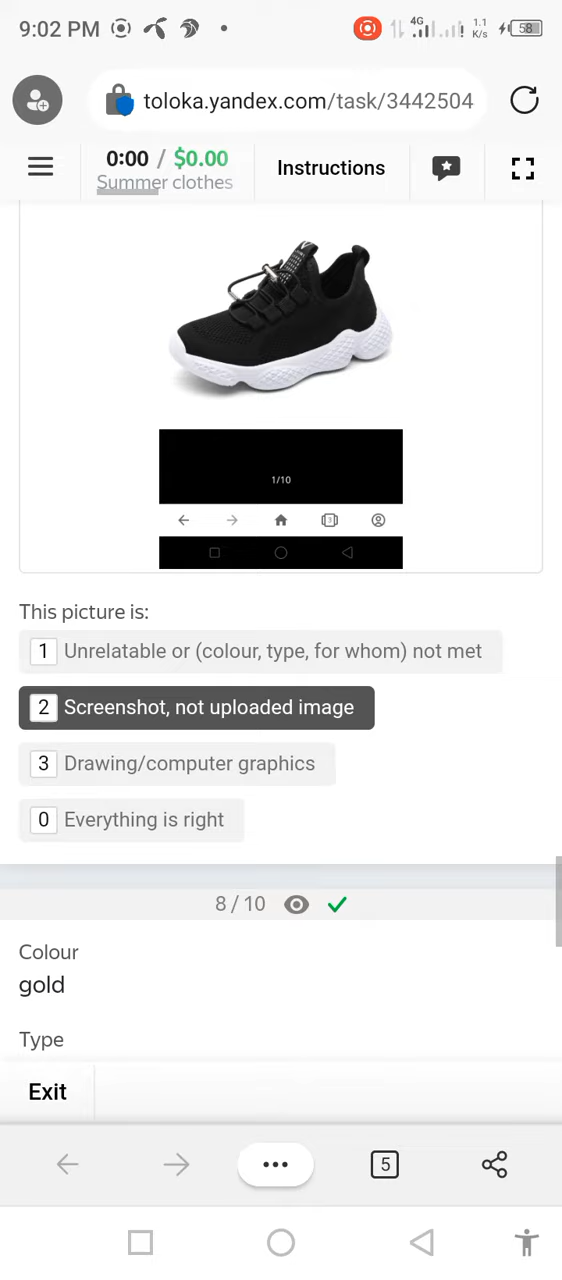 9:02 PM
4G
1.1
K/s
58
toloka.yandex.com/task/3442504
0:00 / $0.00
Summer clothes
Instructions
1/10
3
This picture is:
1 Unrelatable or (colour, type, for whom) not met
2 Screenshot, not uploaded image
3 Drawing/computer graphics
0 Everything is right
8 / 10
Colour
gold
Type
Exit
5